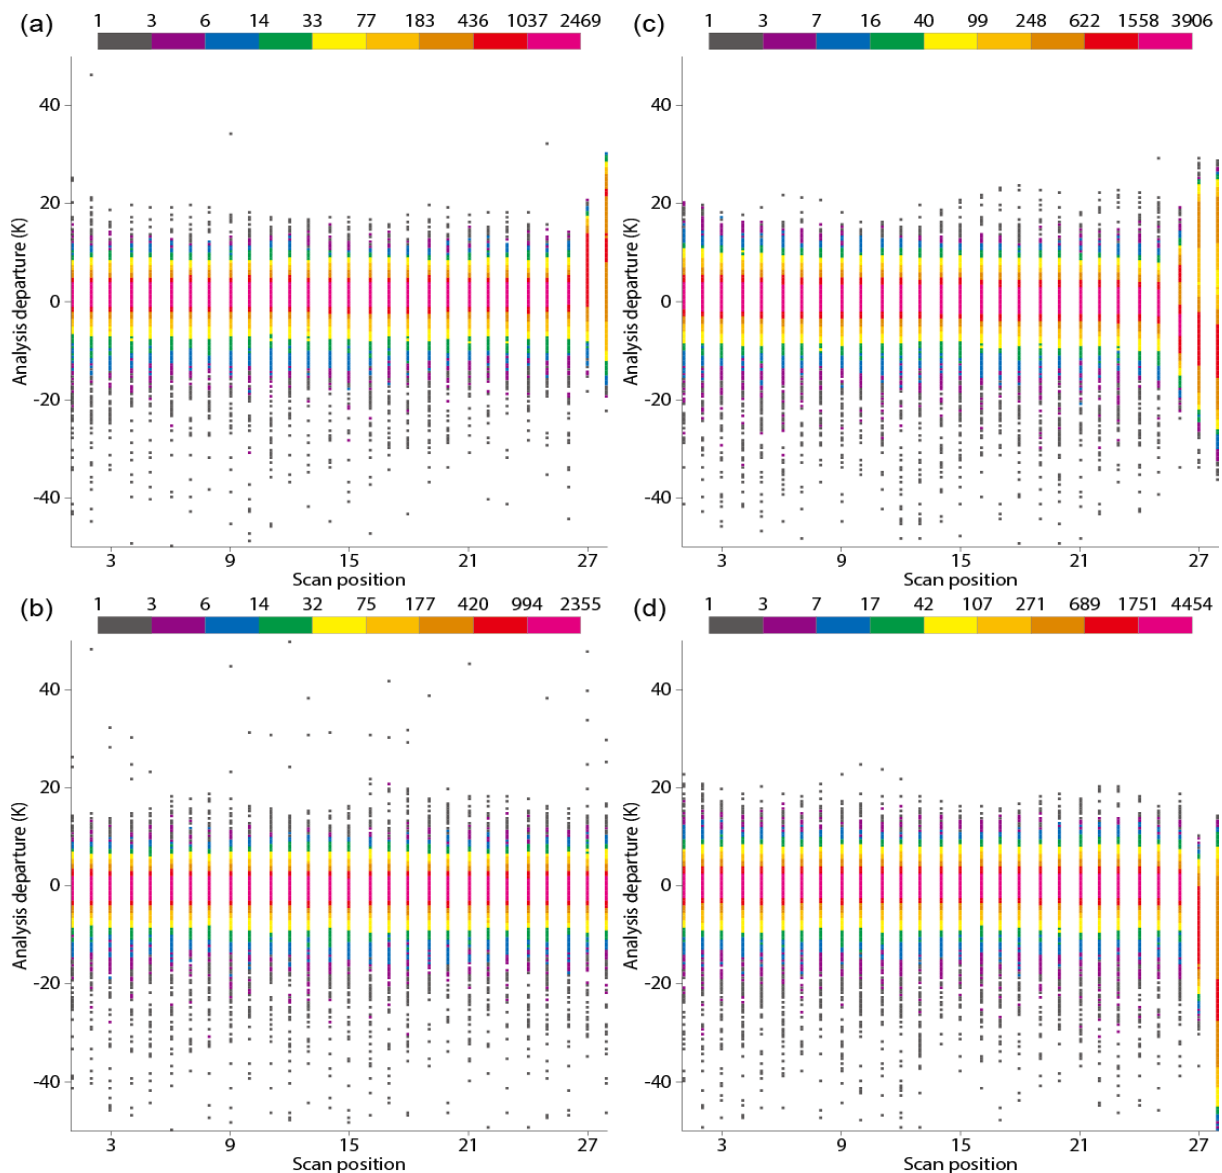 (a) 1 3 6 14 33 77 183 436 1037 2469
40
20
0
-20
-40
Analysis departure (K)
3 9 15 21 27
Scan position
(c) 1 3 7 16 40 99 248 622 1558 3906
40
20
0
-20
-40
Analysis departure (K)
3 9 15 21 27
Scan position
(b) 1 3 6 14 32 75 177 420 994 2355
40
20
0
-20
-40
Analysis departure (K)
3 9 15 21 27
Scan position
(d) 1 3 7 17 42 107 271 689 1751 4454
40
20
0
-20
-40
Analysis departure (K)
3 9 15 21 27
Scan position